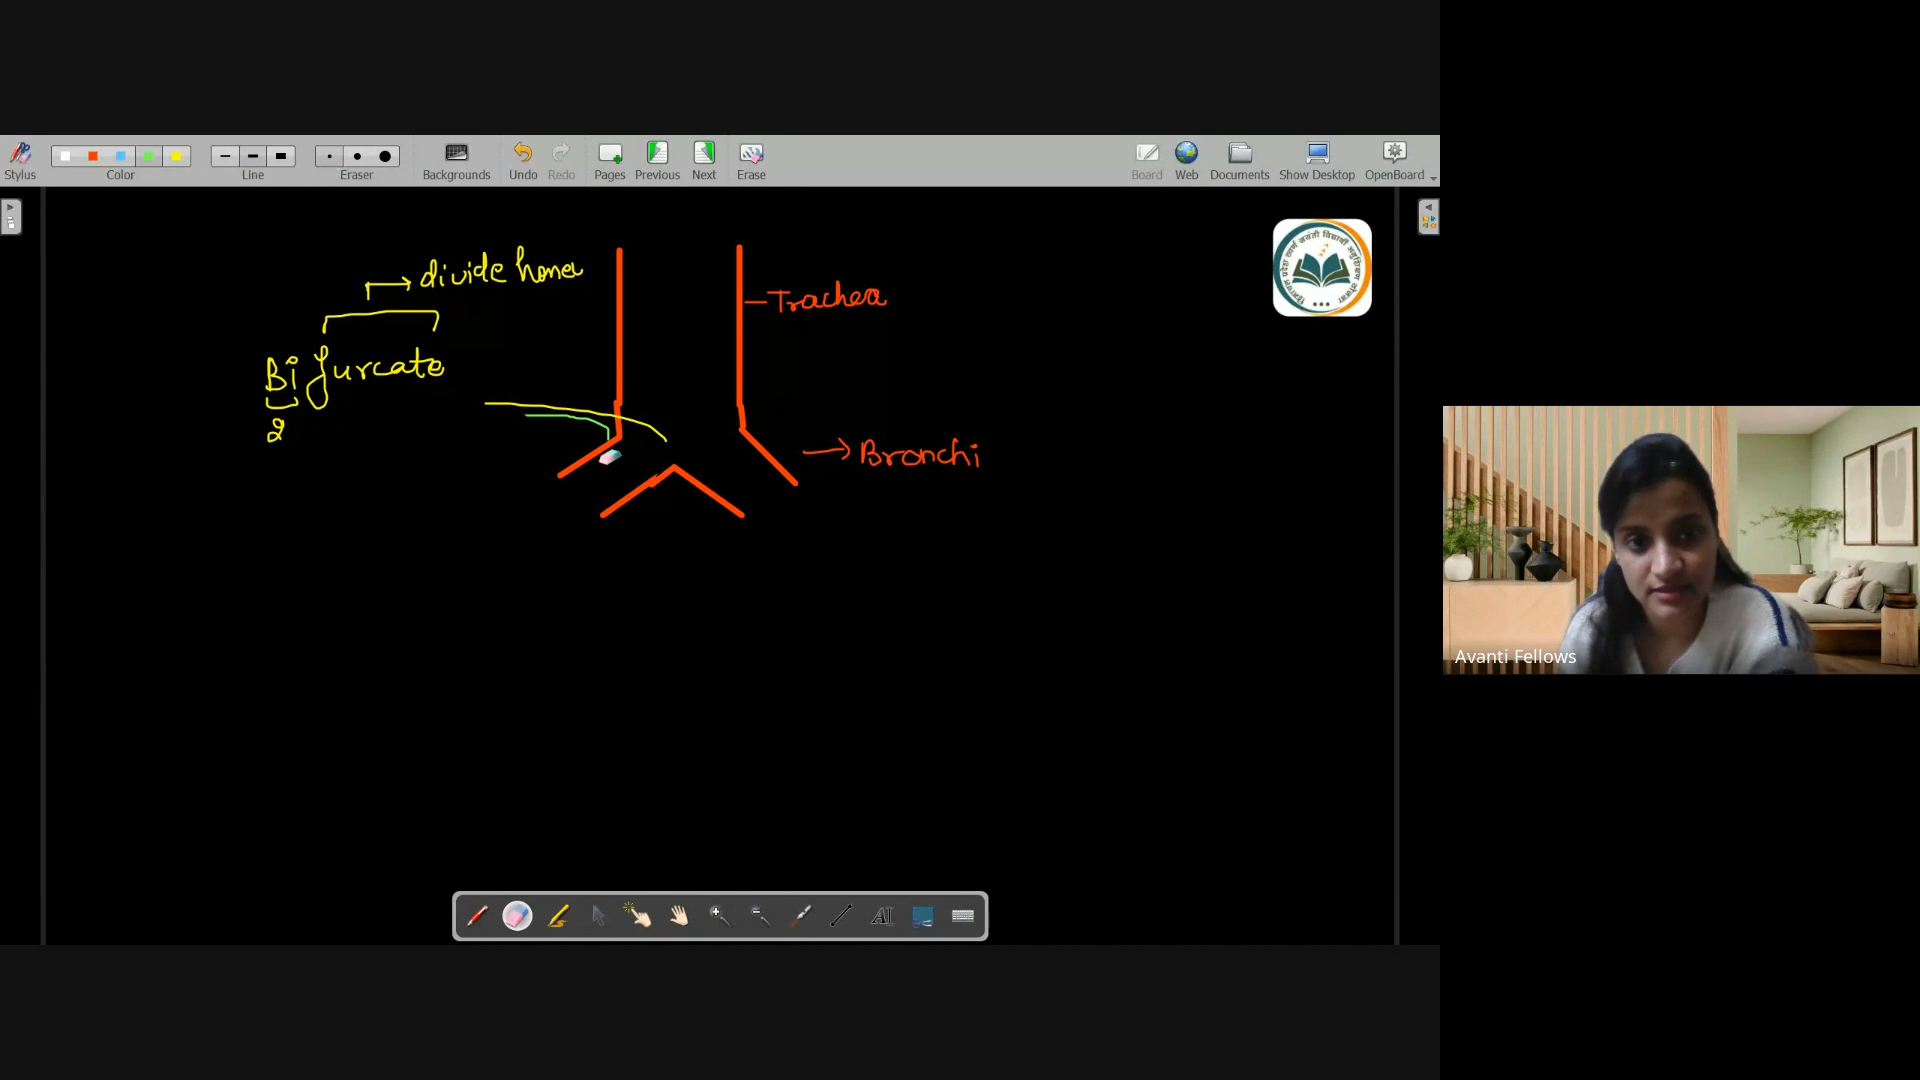 Stylus
Color
Line
Eraser
Backgrounds
Undo
Redo
Pages
Previous
Next
Erase
Board
Web
Documents
Show Desktop
OpenBoard
divide hona
Trachea
Bifurcate
2
Bronchi
Avanti Fellows